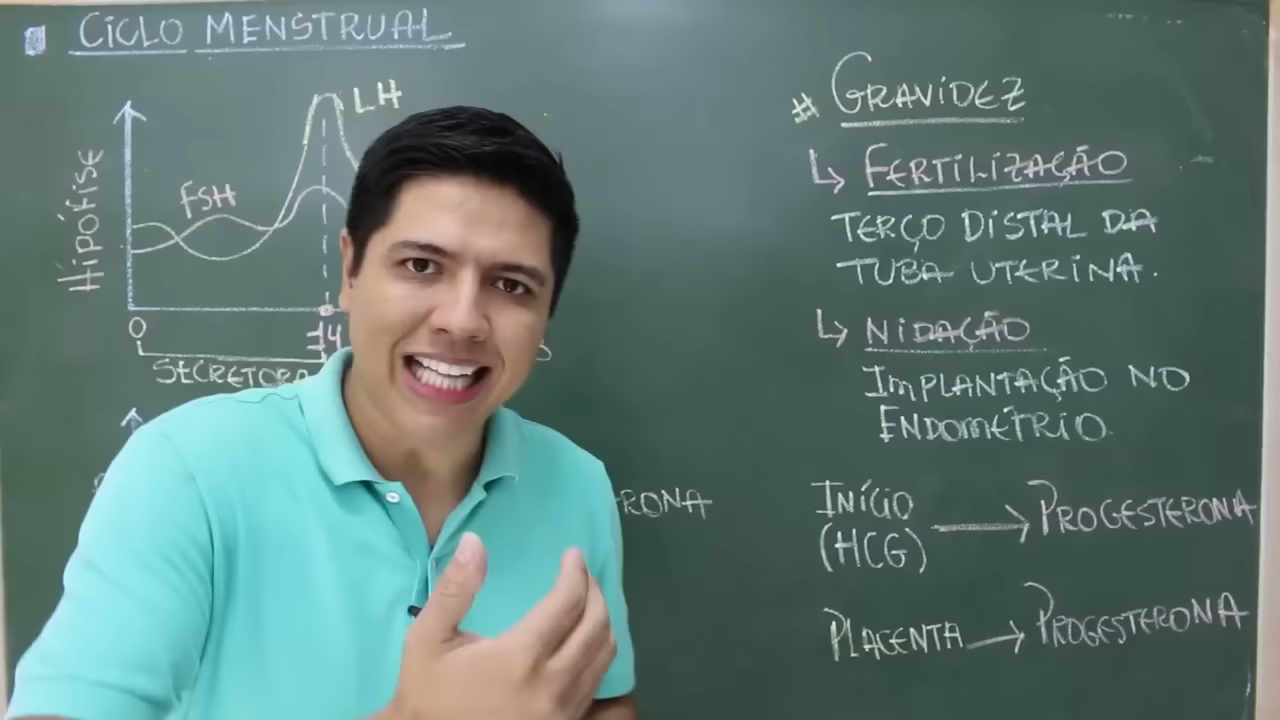 CICLO MENSTRUAL
LH
FSH
Hipófise
0
14
SECRETORA
RONA
# GRAVIDEZ
↳ FERTILIZAÇÃO
TERÇO DISTAL DA
TUBA UTERINA.
↳ NIDAÇÃO
IMPLANTAÇÃO NO
ENDOMÉTRIO
INÍCIO
(HCG) → PROGESTERONA
PLACENTA → PROGESTERONA